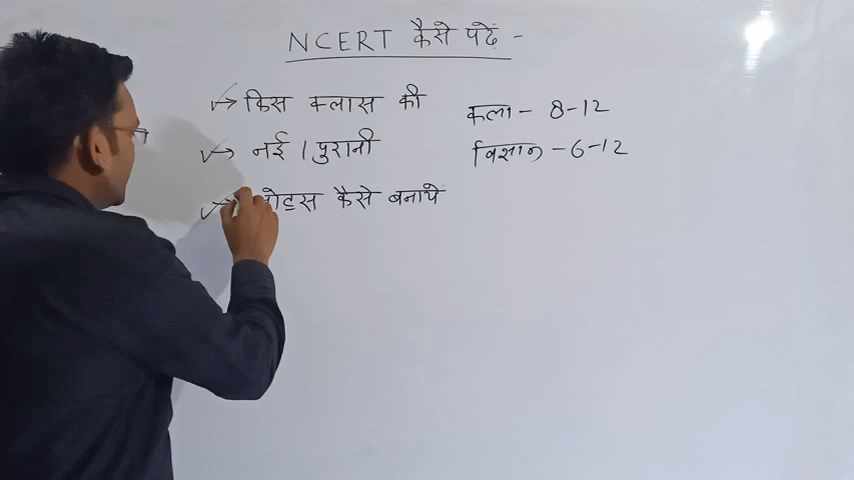 NCERT कैसे पढ़ें -
→ किस क्लास की
→ नई / पुरानी
कैसे बनायें
कला - 8-12
विज्ञान - 6-12